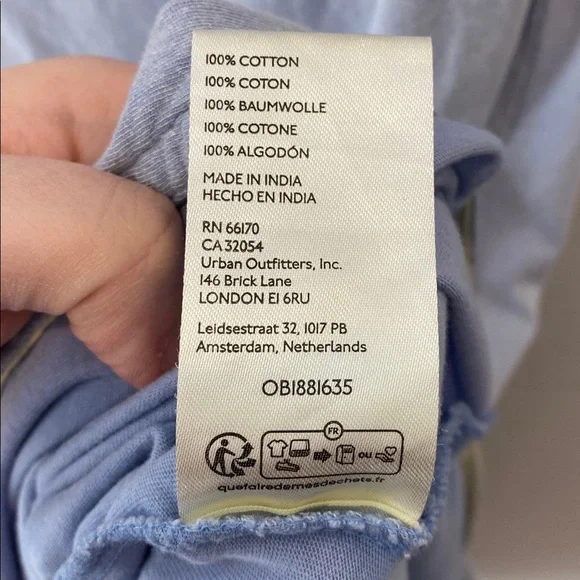 100% COTTON
100% COTON
100% BAUMWOLLE
100% COTONE
100% ALGODÓN
MADE IN INDIA
HECHO EN INDIA
RN 66170
CA 32054
Urban Outfitters, Inc.
146 Brick Lane
LONDON E1 6RU
Leidsestraat 32, 1017 PB
Amsterdam, Netherlands
OB1881635
FR
ou
quefairedemesdechets.fr